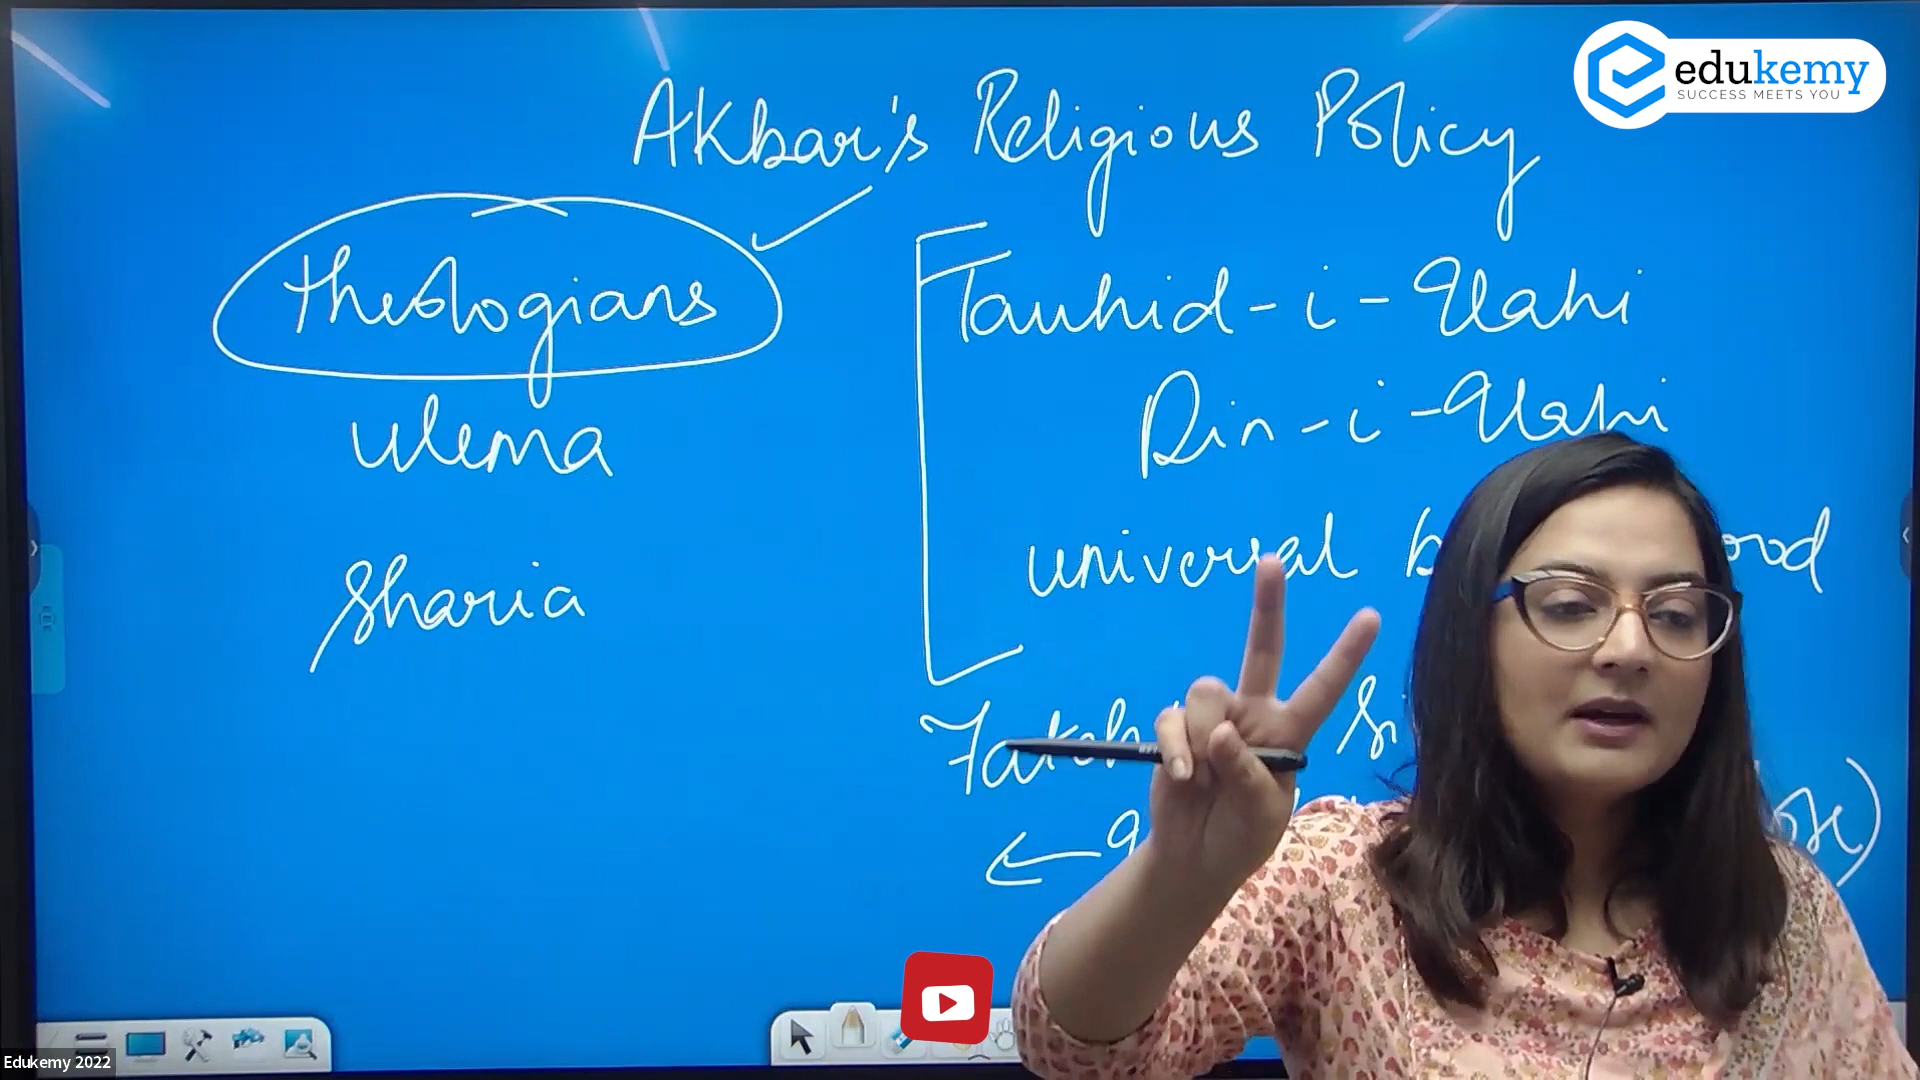 edukemy
SUCCESS MEETS YOU
Akbar's Religious Policy
theologians
ulema
Sharia
Tauhid-i-Ilahi
Din-i-Ilahi
universal
Edukemy 2022